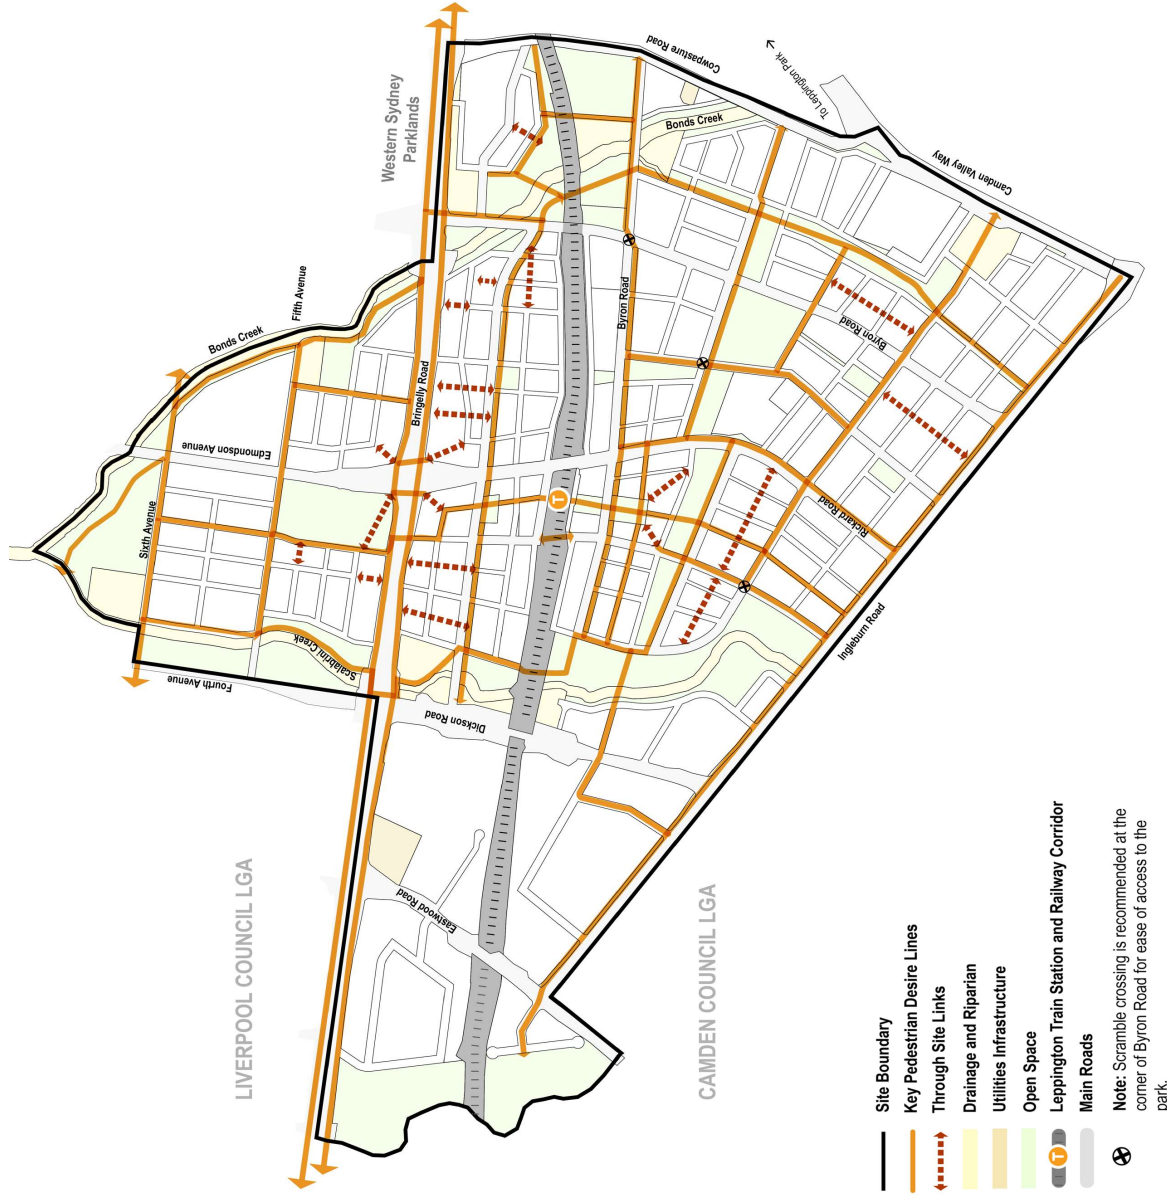 Western Sydney
Parklands
Cowpasture Road
To Leppington Park
Bonds Creek
Camden Valley Way
Fifth Avenue
Bonds Creek
Bringelly Road
Byron Road
Byron Road
Edmondson Avenue
Sixth Avenue
T
Rickard Road
Ingleburn Road
Scalabrini Creek
Fourth Avenue
Dickson Road
Eastwood Road
LIVERPOOL COUNCIL LGA
CAMDEN COUNCIL LGA
Site Boundary
Key Pedestrian Desire Lines
Through Site Links
Drainage and Riparian
Utilities Infrastructure
Open Space
T
Leppington Train Station and Railway Corridor
Main Roads
Note: Scramble crossing is recommended at the
corner of Byron Road for ease of access to the
park.